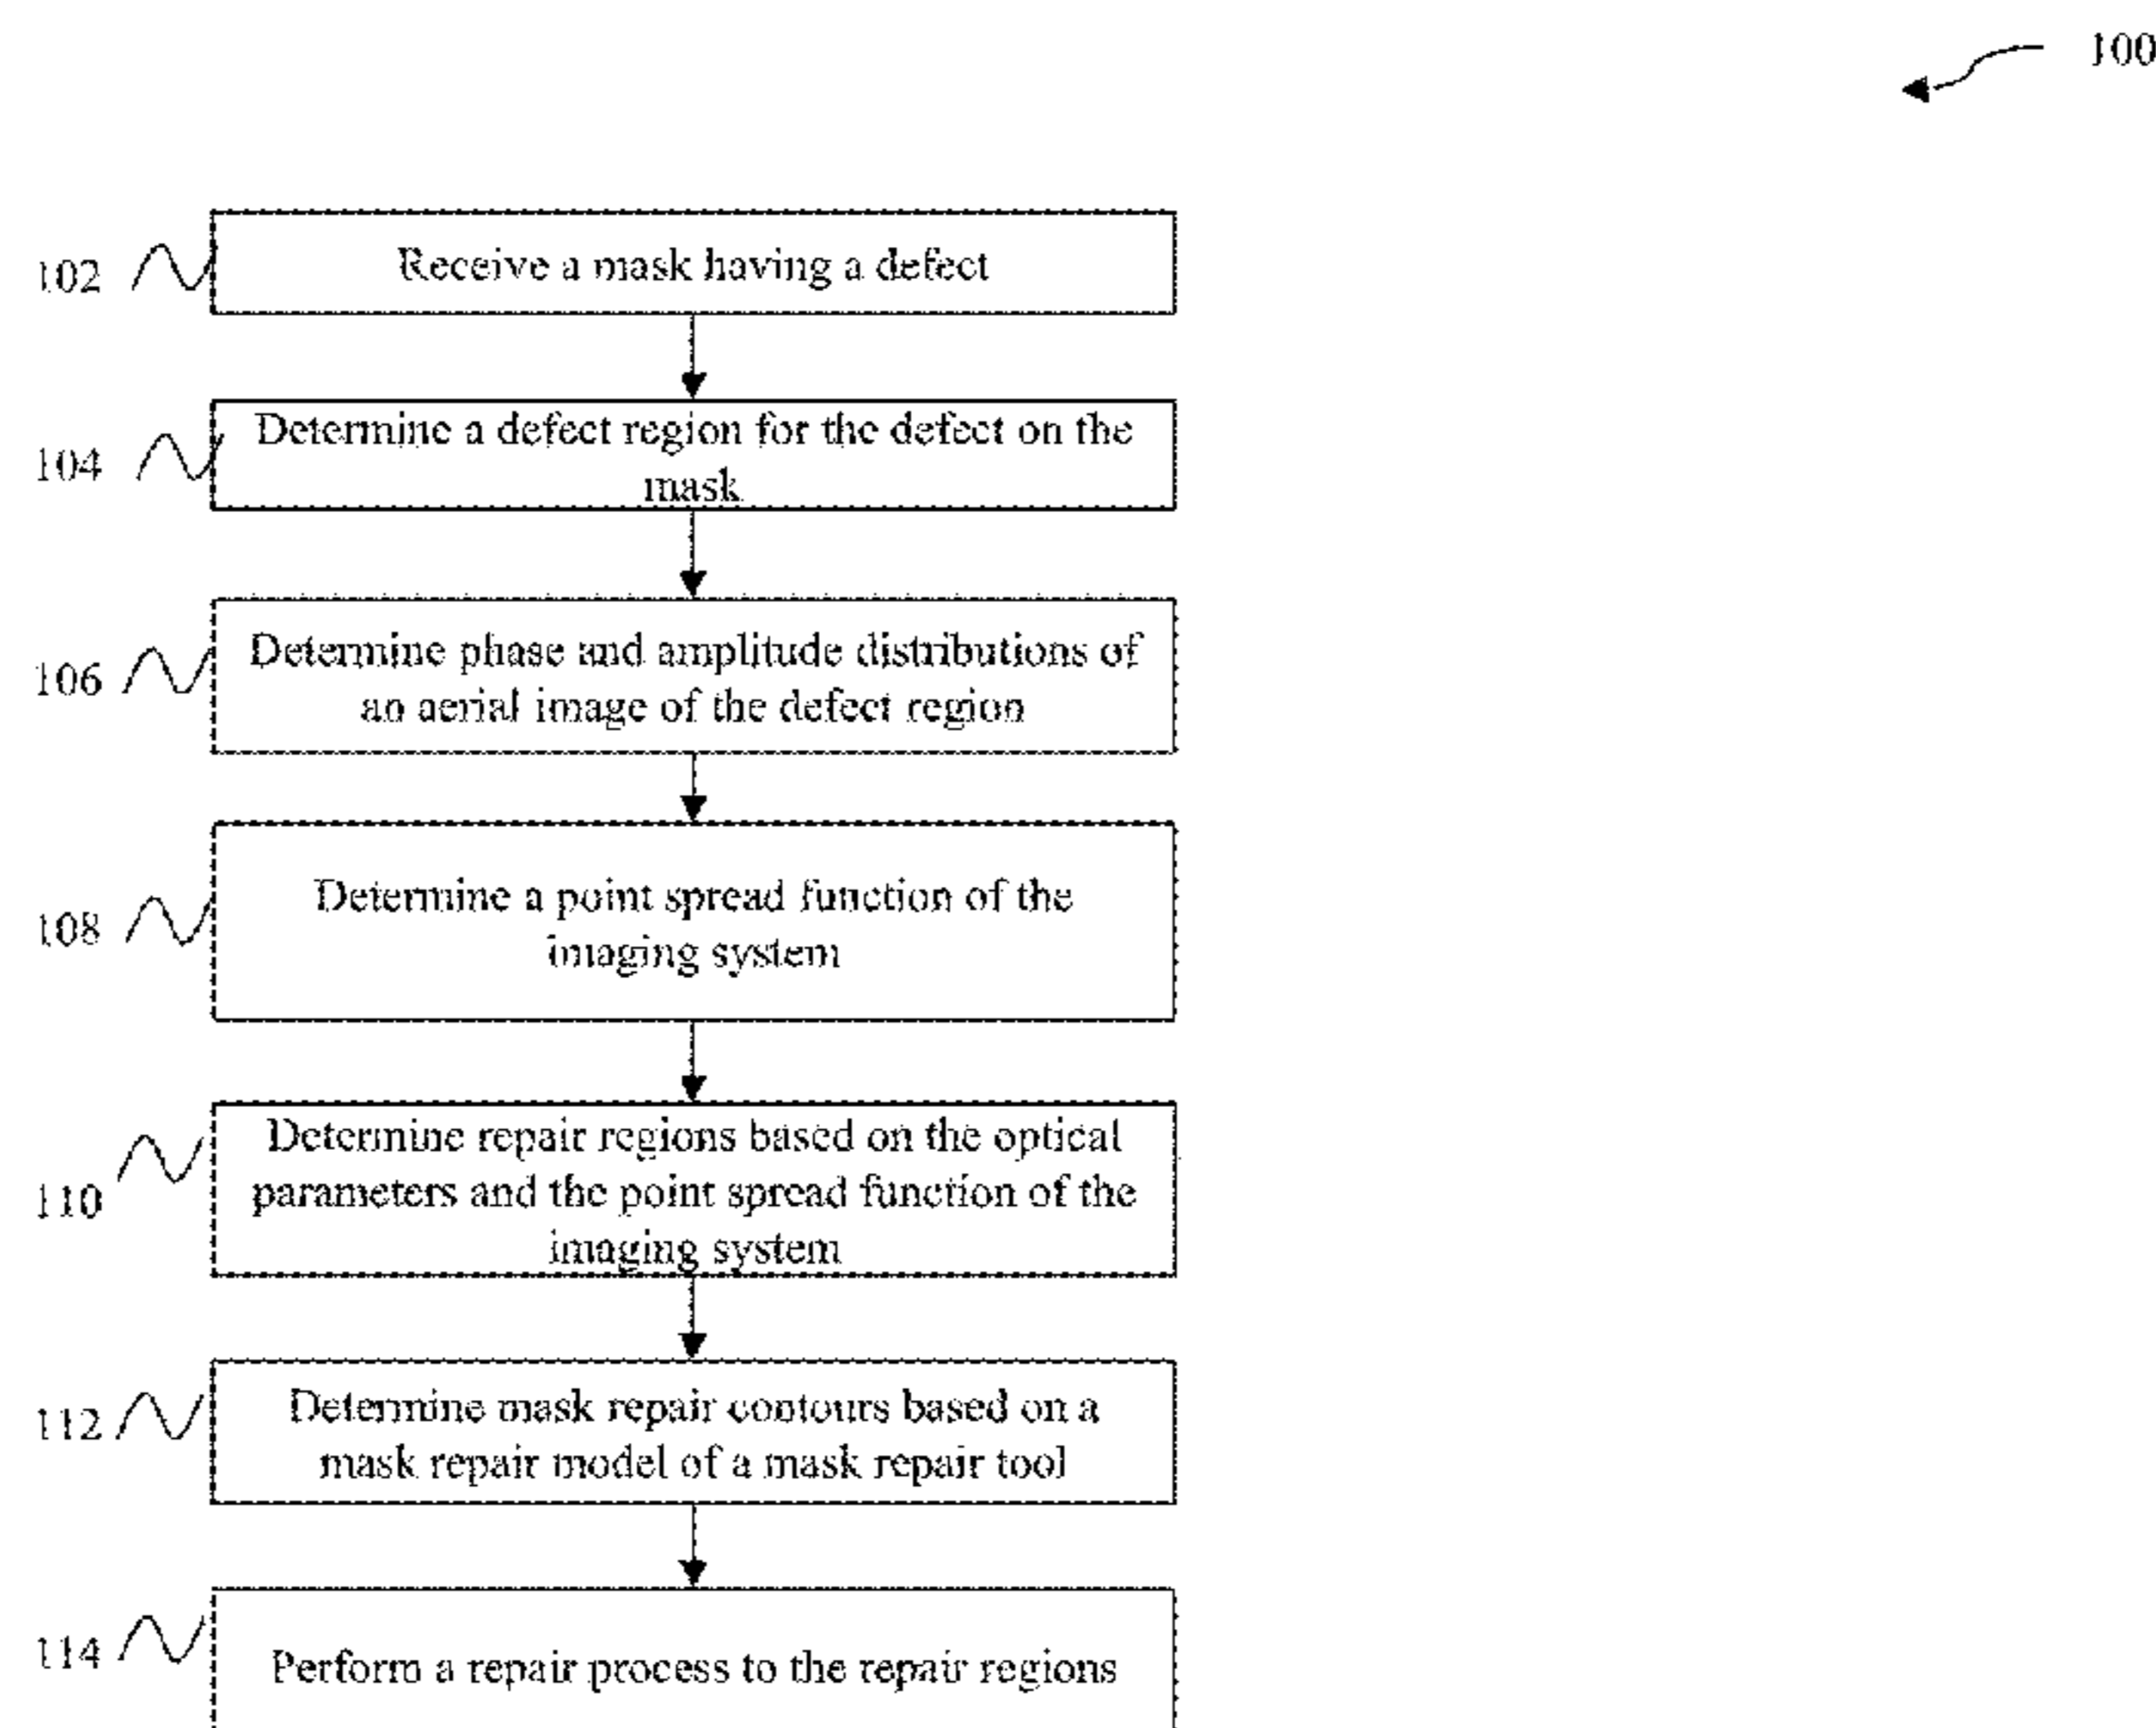 100
102
Receive a mask having a defect
104
Determine a defect region for the defect on the
mask
106
Determine phase and amplitude distributions of
an aerial image of the defect region
108
Determine a point spread function of the
imaging system
110
Determine repair regions based on the optical
parameters and the point spread function of the
imaging system
112
Determine mask repair contours based on a
mask repair model of a mask repair tool
114
Perform a repair process to the repair regions